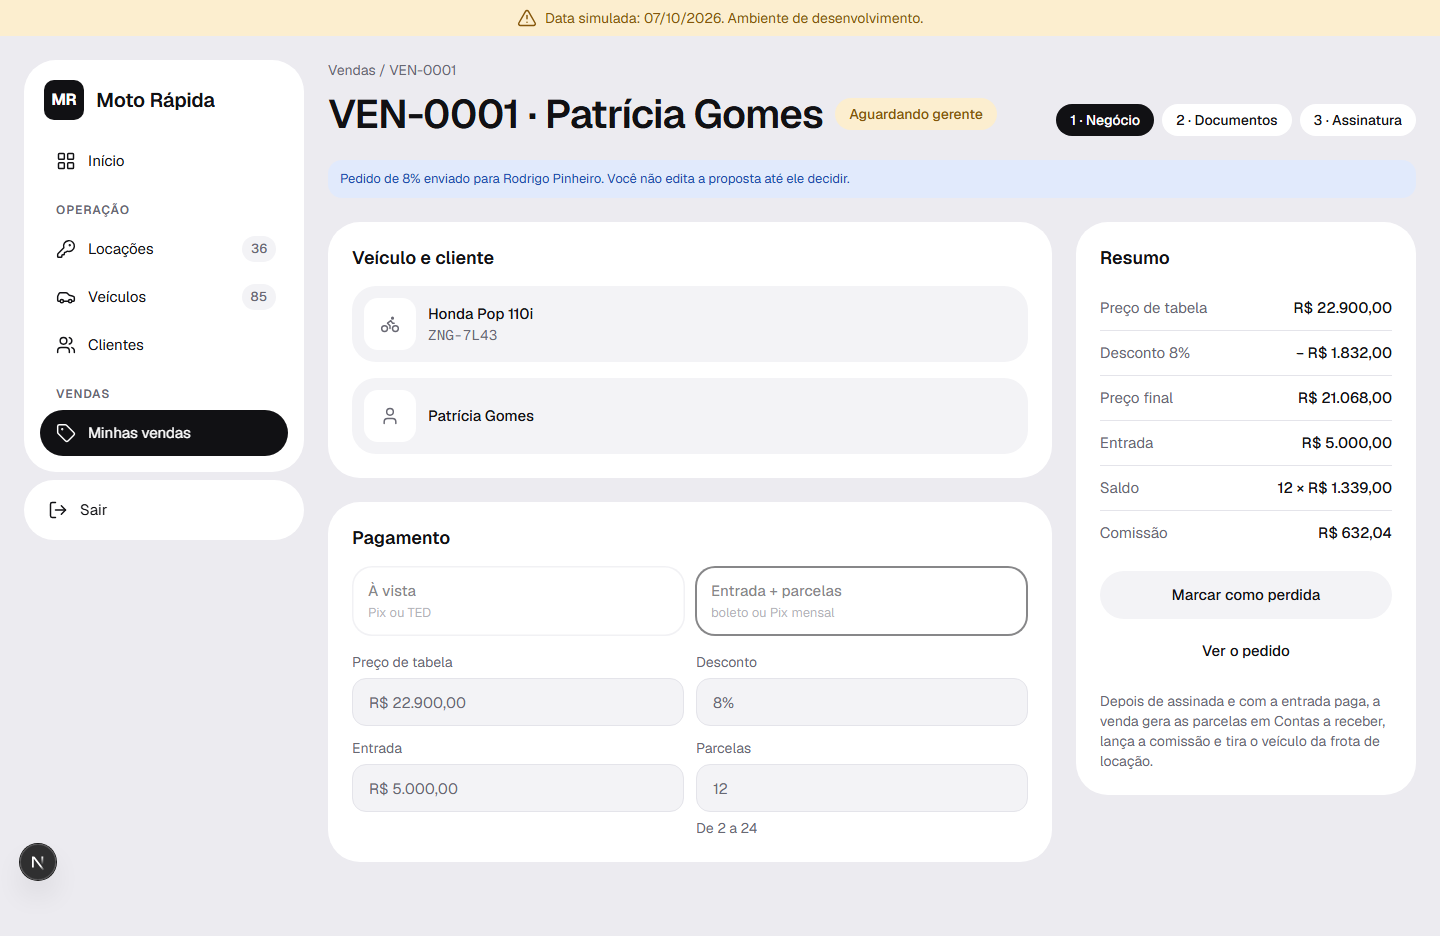 Data simulada: 07/10/2026. Ambiente de desenvolvimento.
MR
Moto Rápida
Início
OPERAÇÃO
Locações
36
Veículos
85
Clientes
VENDAS
Minhas vendas
Sair
Vendas / VEN-0001
VEN-0001 · Patrícia Gomes
Aguardando gerente
1 · Negócio
2 · Documentos
3 · Assinatura
Pedido de 8% enviado para Rodrigo Pinheiro. Você não edita a proposta até ele decidir.
Veículo e cliente
Honda Pop 110i
ZNG-7L43
Patrícia Gomes
Pagamento
À vista
Pix ou TED
Entrada + parcelas
boleto ou Pix mensal
Preço de tabela
R$ 22.900,00
Desconto
8%
Entrada
R$ 5.000,00
Parcelas
12
De 2 a 24
Resumo
Preço de tabela
R$ 22.900,00
Desconto 8%
− R$ 1.832,00
Preço final
R$ 21.068,00
Entrada
R$ 5.000,00
Saldo
12 × R$ 1.339,00
Comissão
R$ 632,04
Marcar como perdida
Ver o pedido
Depois de assinada e com a entrada paga, a
venda gera as parcelas em Contas a receber,
lança a comissão e tira o veículo da frota de
locação.
N